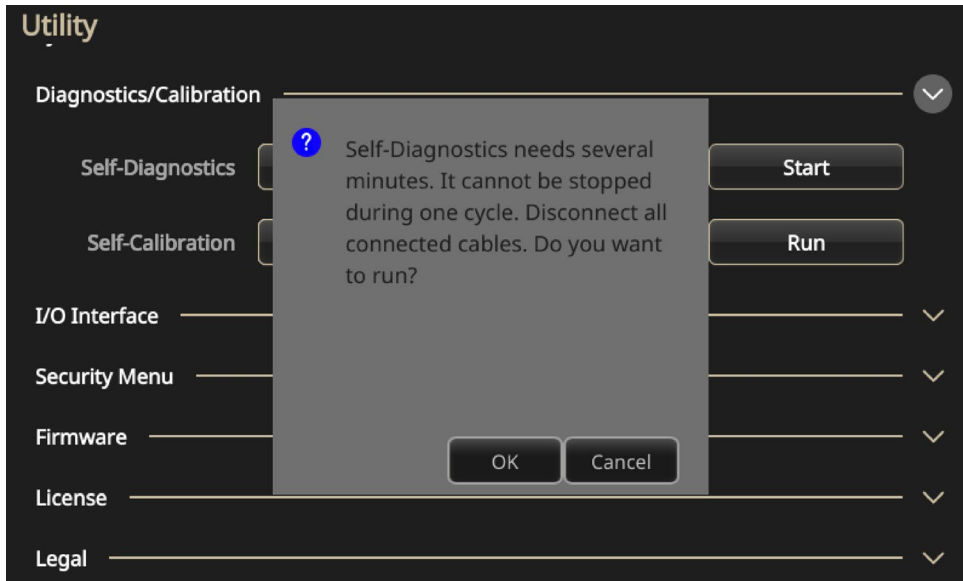 Utility
Diagnostics/Calibration
Self-Diagnostics
Start
Self-Calibration
Run
Self-Diagnostics needs several
minutes. It cannot be stopped
during one cycle. Disconnect all
connected cables. Do you want
to run?
OK
Cancel
I/O Interface
Security Menu
Firmware
License
Legal